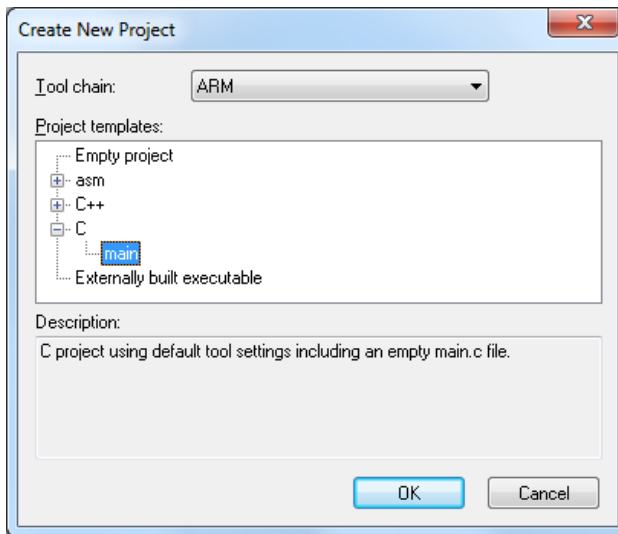 Create New Project
Tool chain: ARM
Project templates:
Empty project
asm
C++
C
main
Externally built executable
Description:
C project using default tool settings including an empty main.c file.
OK Cancel